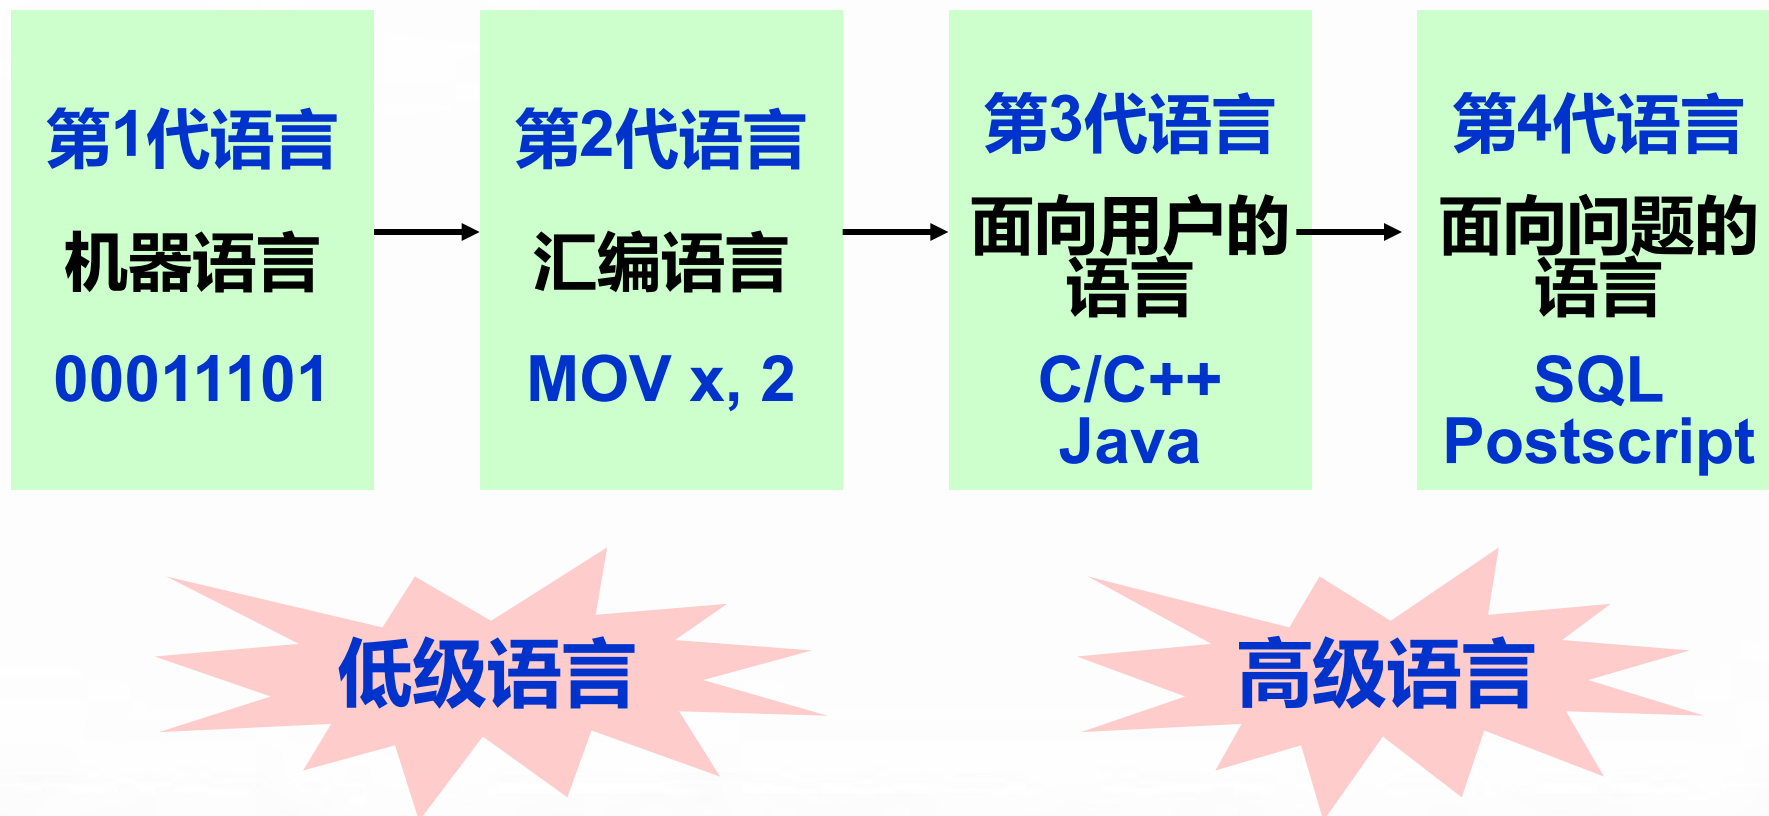 第1代语言
机器语言
00011101
第2代语言
汇编语言
MOV x, 2
第3代语言
面向用户的
语言
C/C++
Java
第4代语言
面向问题的
语言
SQL
Postscript
低级语言
高级语言